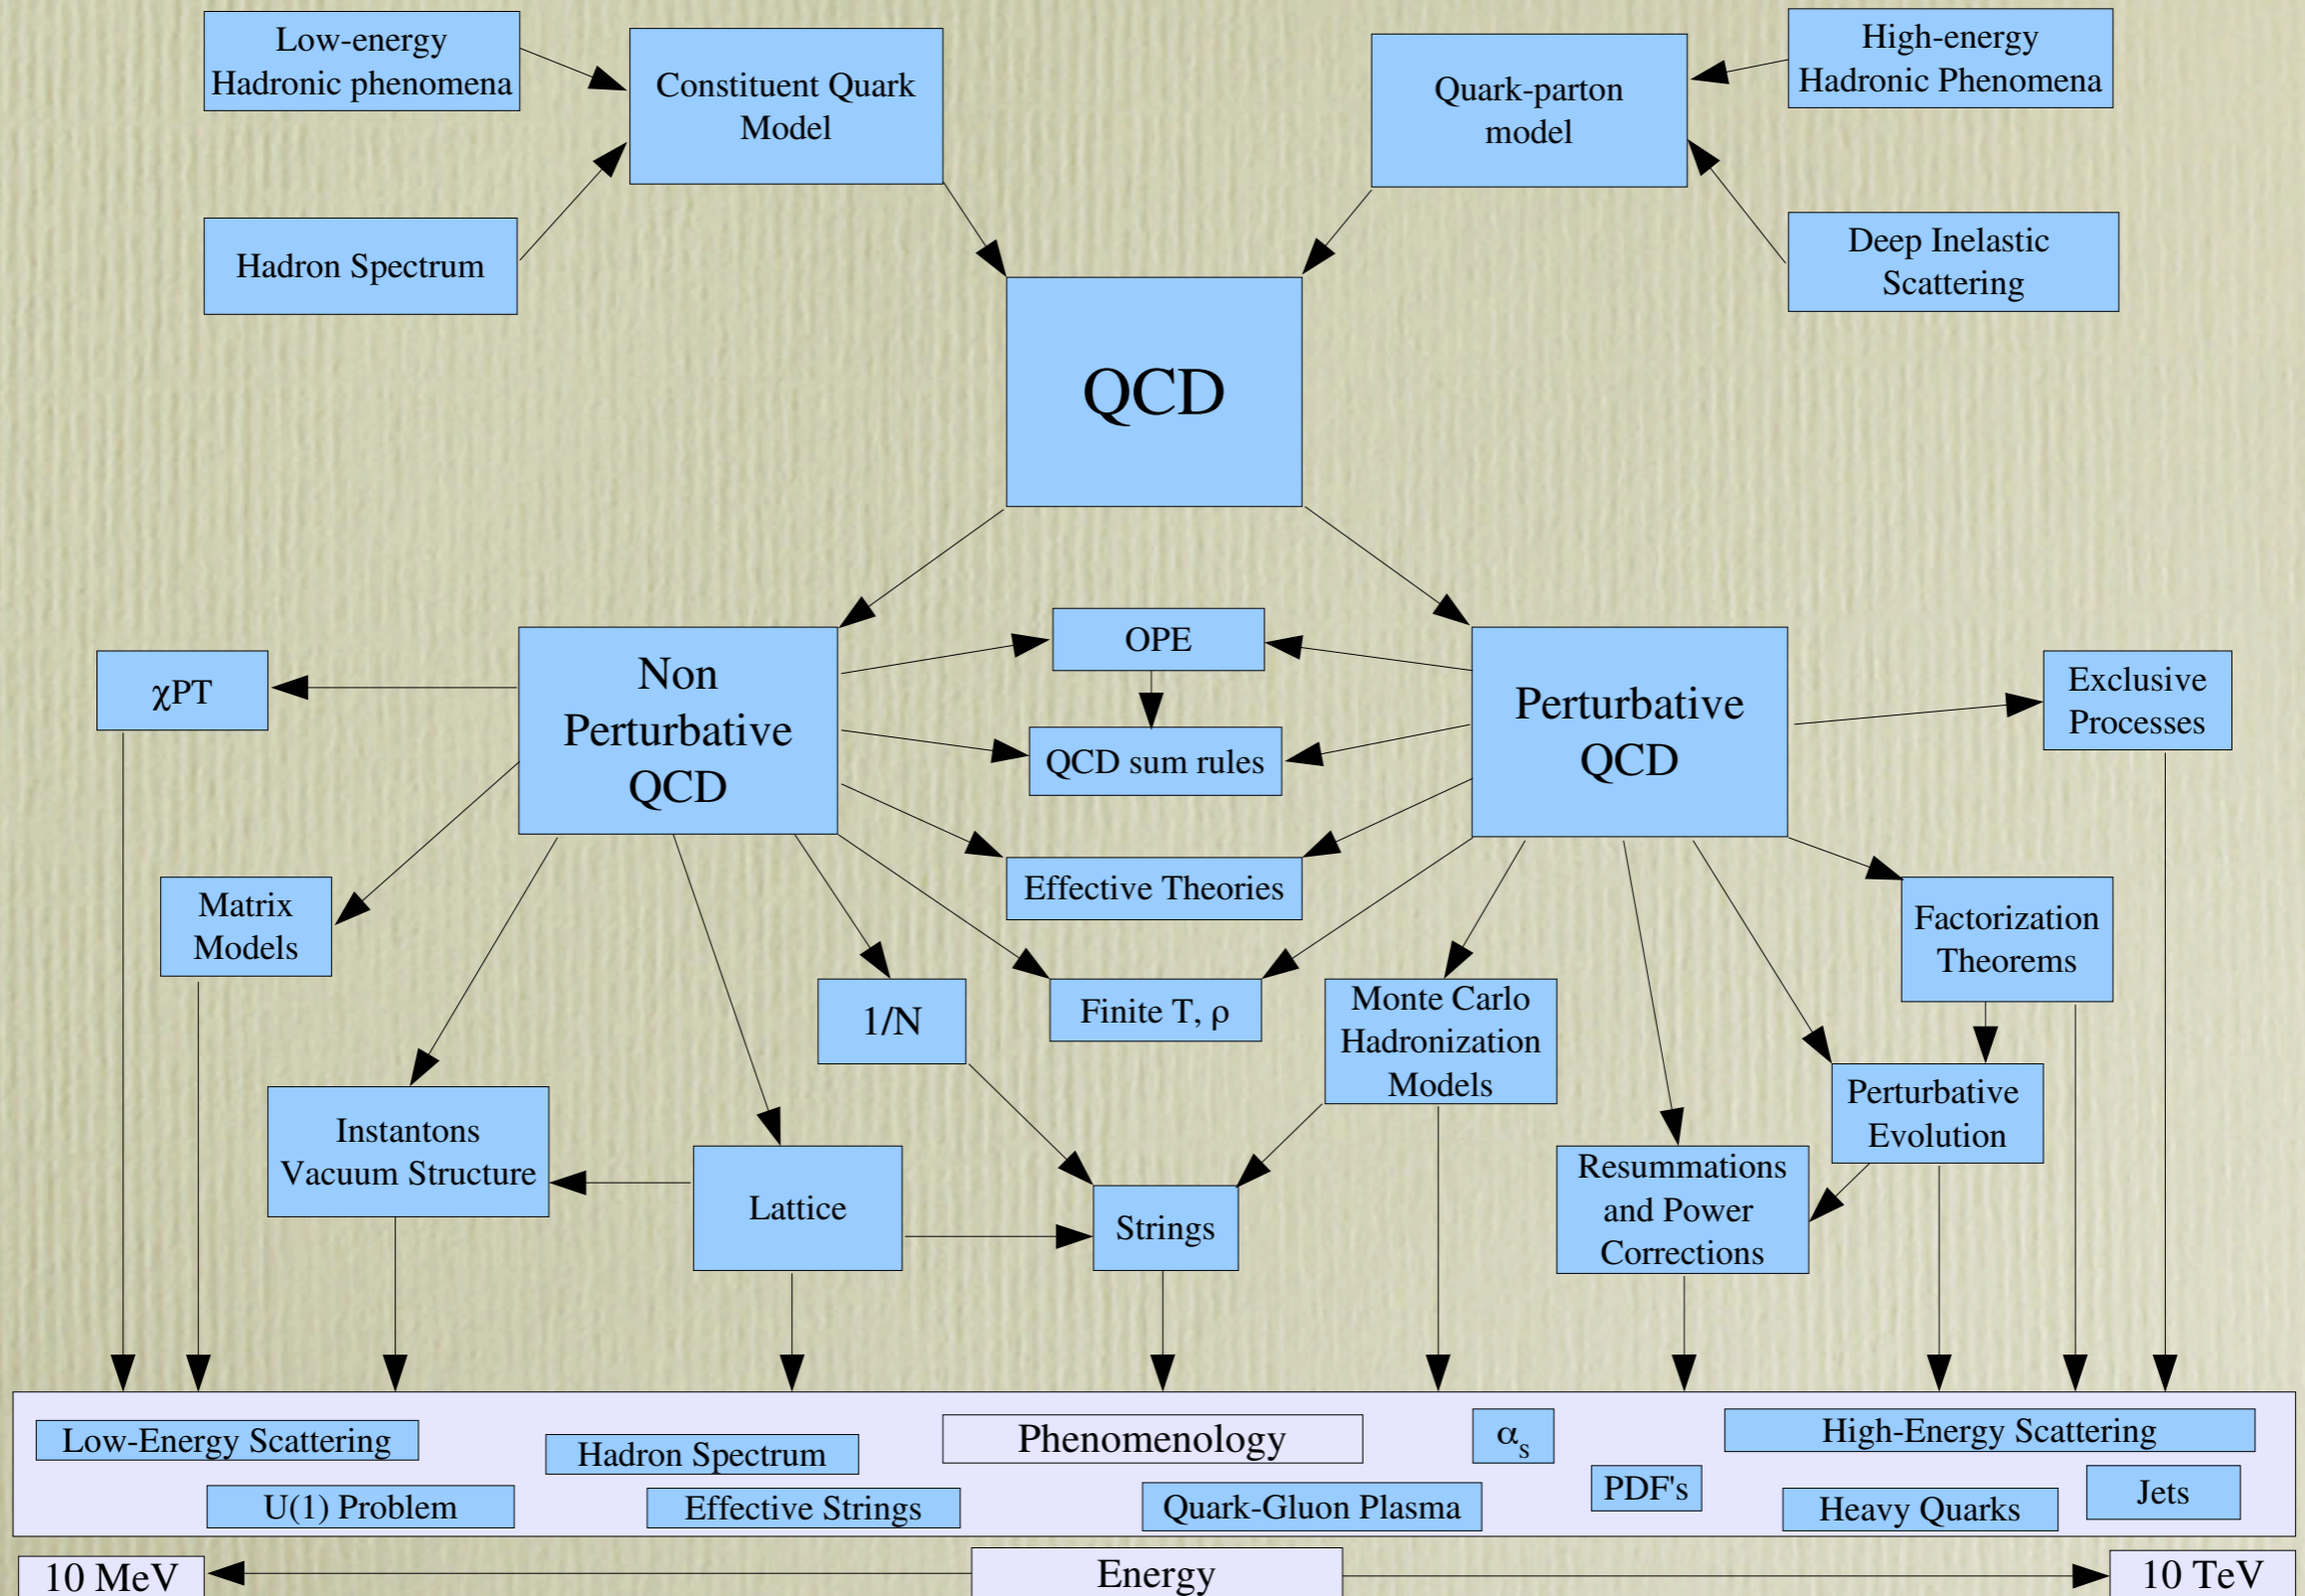 Low-energy
Hadronic phenomena
Constituent Quark
Model
Quark-parton
model
High-energy
Hadronic Phenomena
Hadron Spectrum
Deep Inelastic
Scattering
QCD
χPT
Non
Perturbative
QCD
OPE
QCD sum rules
Perturbative
QCD
Exclusive
Processes
Effective Theories
Matrix
Models
Factorization
Theorems
1/N
Finite T, ρ
Monte Carlo
Hadronization
Models
Perturbative
Evolution
Instantons
Vacuum Structure
Lattice
Strings
Resummations
and Power
Corrections
Low-Energy Scattering
Hadron Spectrum
Phenomenology
αs
High-Energy Scattering
U(1) Problem
Effective Strings
Quark-Gluon Plasma
PDF's
Heavy Quarks
Jets
10 MeV
Energy
10 TeV